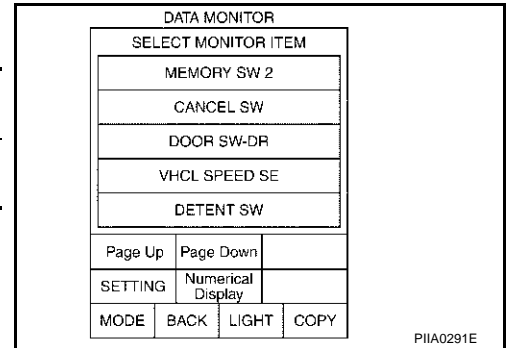 DATA MONITOR
SELECT MONITOR ITEM
MEMORY SW 2
CANCEL SW
DOOR SW-DR
VHCL SPEED SE
DETENT SW
Page Up Page Down
SETTING Numerical Display
MODE BACK LIGHT COPY
PIIA0291E